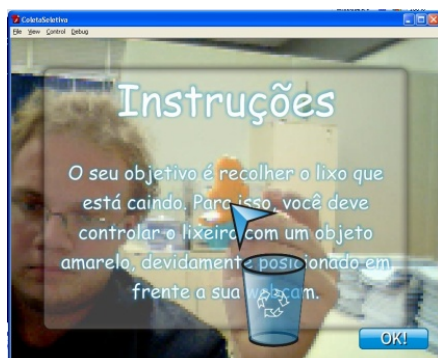 ColetaSeletiva
File View Control Debug
Instruções
O seu objetivo é recolher o lixo que
está caindo. Para isso, você deve
controlar o lixeiro com um objeto
amarelo, devidamente posicionado em
frente a sua webcam.
OK!